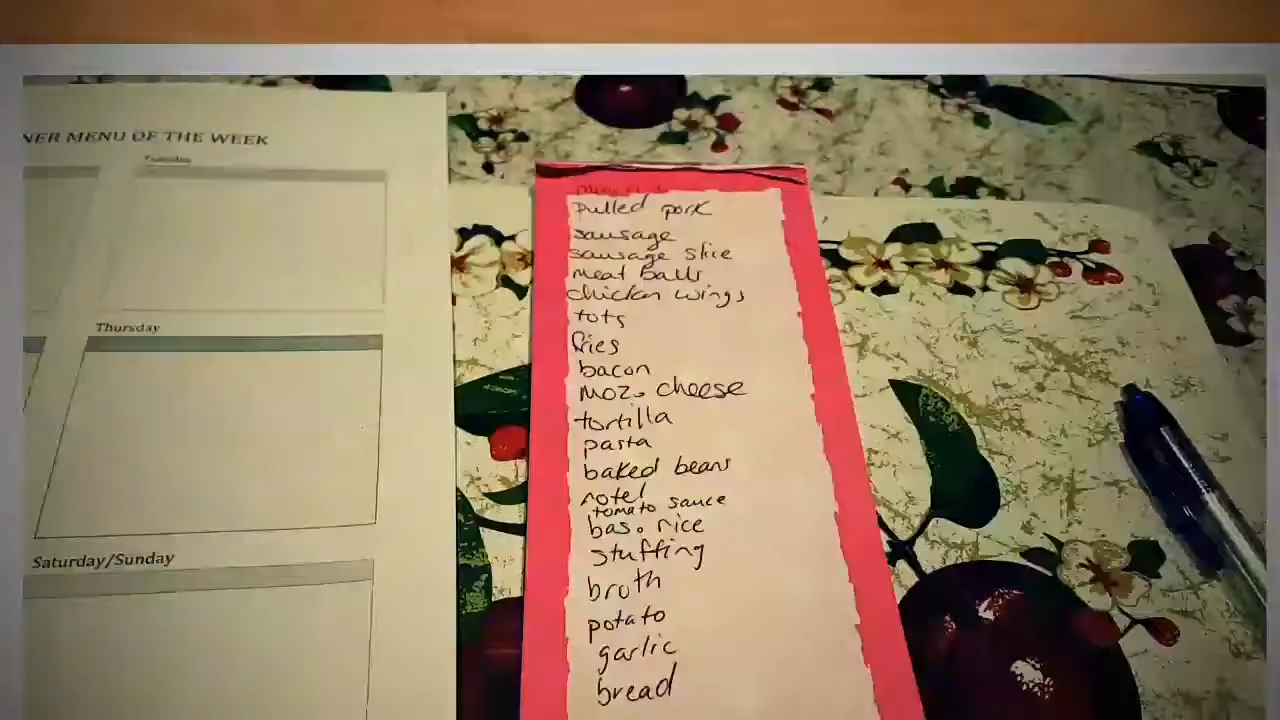 NER MENU OF THE WEEK
Tuesday
Thursday
Saturday/Sunday
Pulled pork
sausage
sausage slice
meat balls
chicken wings
tots
fries
bacon
moz. cheese
tortilla
pasta
baked beans
rotel
tomato sauce
bas. rice
stuffing
broth
potato
garlic
bread